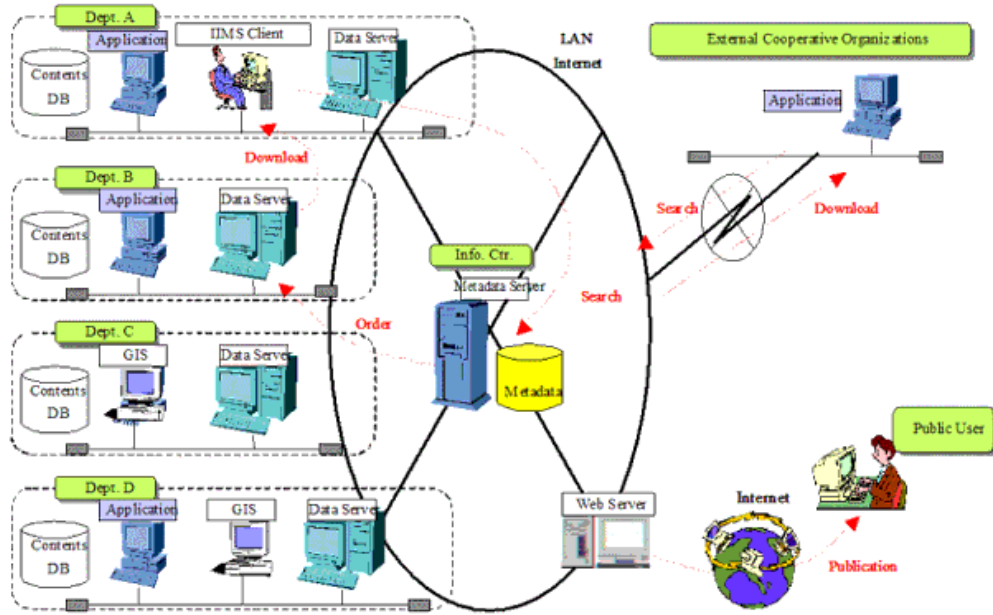 Dept. A
Application
IJMS Client
Data Server
Contents
DB
Download
Dept. B
Application
Data Server
Contents
DB
Order
Dept. C
GIS
Data Server
Contents
DB
Dept. D
Application
GIS
Data Server
Contents
DB
LAN
Internet
Info. Ctr.
Metadata Server
Metadata
Search
Web Server
External Cooperative Organizations
Application
Search
Download
Internet
Publication
Public User